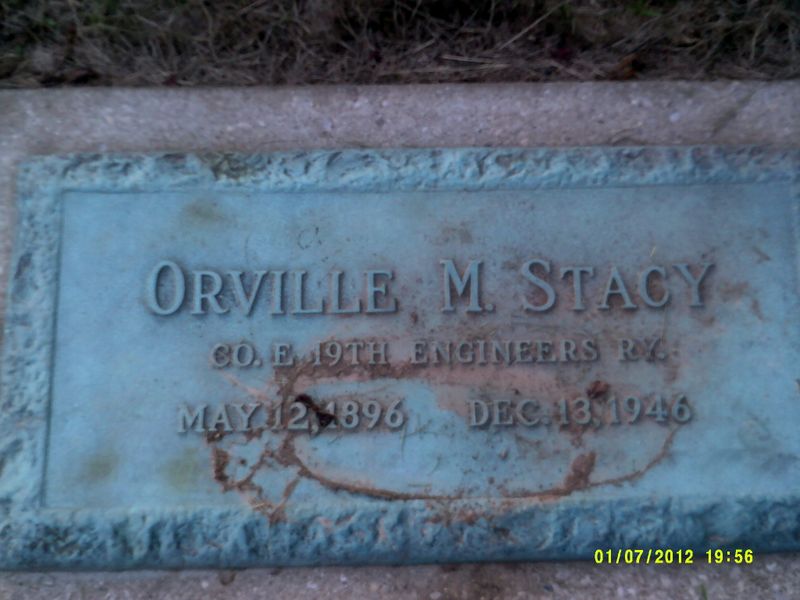 ORVILLE M. STACY
CO. E. 19TH ENGINEERS RY.
MAY 12, 1896 DEC. 13, 1946
01/07/2012 19:56